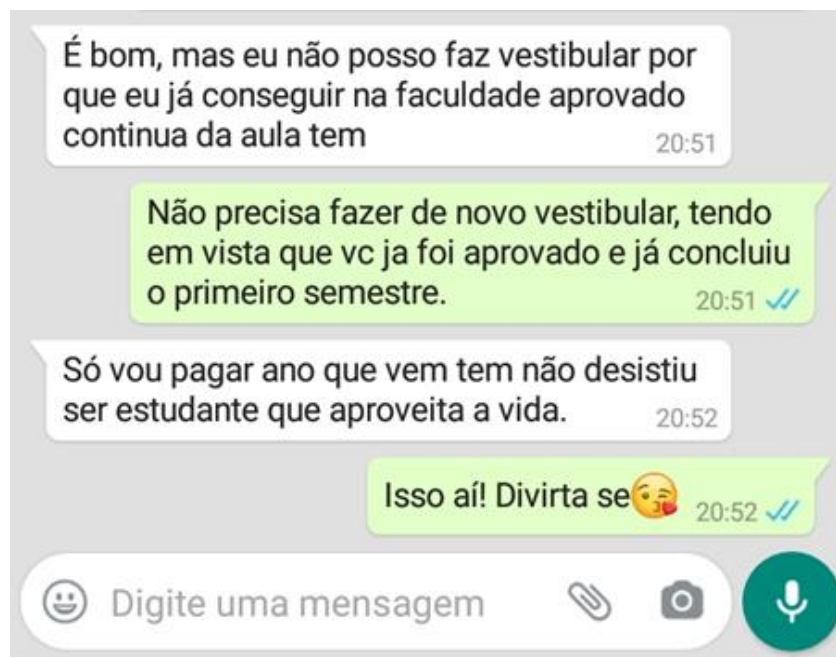 É bom, mas eu não posso faz vestibular por
que eu já conseguir na faculdade aprovado
continua da aula tem
20:51
Não precisa fazer de novo vestibular, tendo
em vista que vc ja foi aprovado e já concluiu
o primeiro semestre.
20:51
Só vou pagar ano que vem tem não desistiu
ser estudante que aproveita a vida.
20:52
Isso aí! Divirta se😘
20:52
Digite uma mensagem